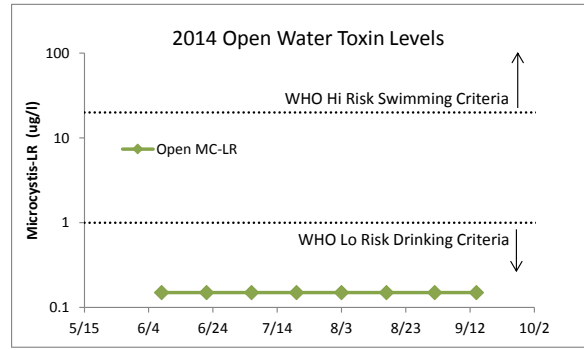 2014 Open Water Toxin Levels
Microcystis-LR (ug/l)
100
10
1
0.1
WHO Hi Risk Swimming Criteria
Open MC-LR
WHO Lo Risk Drinking Criteria
5/15 6/4 6/24 7/14 8/3 8/23 9/12 10/2